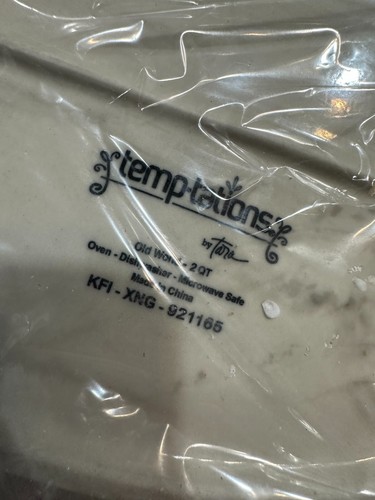 temp-tations
by Tara
Old World - 2 QT
Oven - Dishwasher - Microwave Safe
Made in China
KFI - XNG - 921165